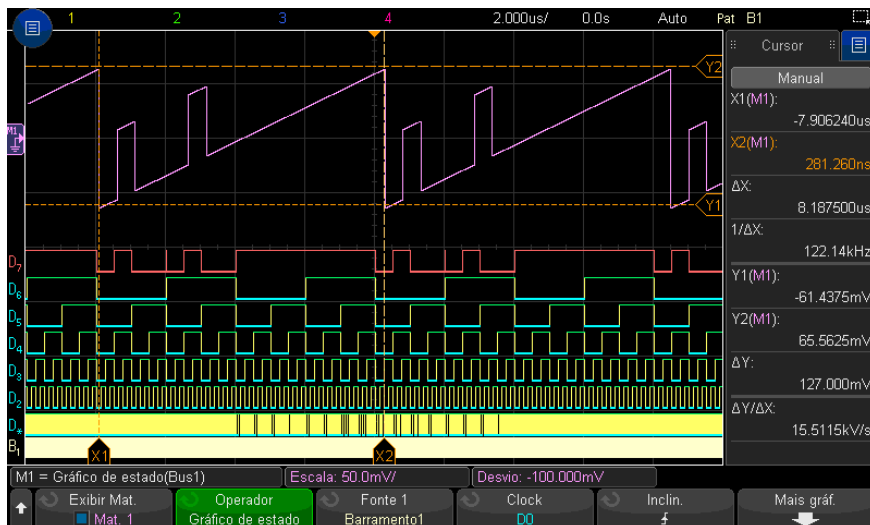 1 2 3 4 2.000us/ 0.0s Auto Pat B1
Cursor
Manual
X1(M1):
-7.906240us
X2(M1):
281.260ns
ΔX:
8.187500us
1/ΔX:
122.14kHz
Y1(M1):
-61.4375mV
Y2(M1):
65.5625mV
ΔY:
127.000mV
ΔY/ΔX:
15.5115kV/s
Y2
M1
Y1
D7
D6
D5
D4
D3
D2
D*
B1
X1 X2
M1 = Gráfico de estado(Bus1) Escala: 50.0mV/ Desvio: -100.000mV
Exibir Mat. Operador Fonte 1 Clock Inclin. Mais gráf.
Mat. 1 Gráfico de estado Barramento1 D0